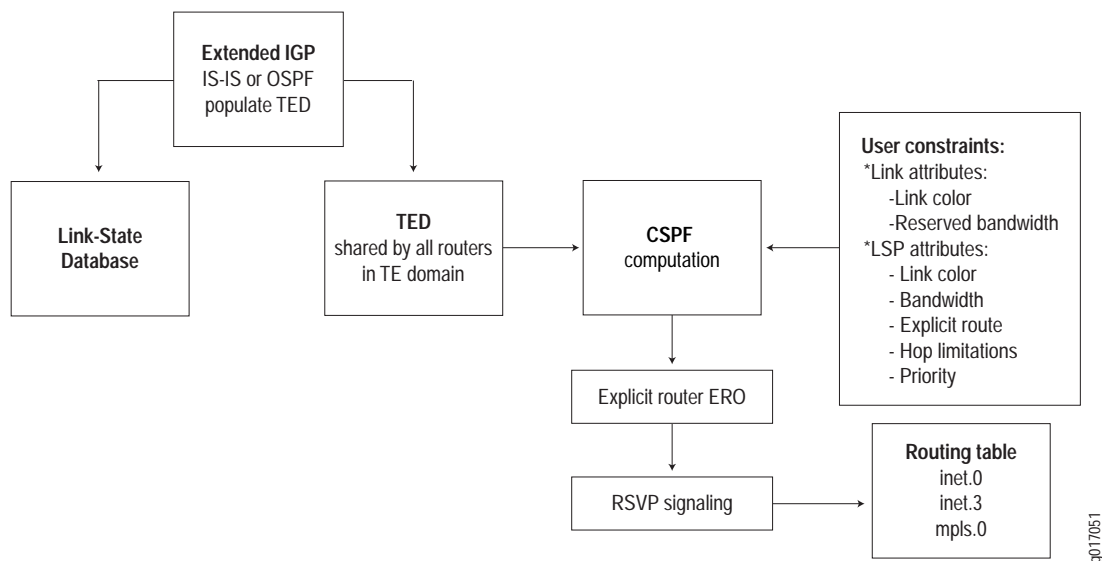 Extended IGP
IS-IS or OSPF
populate TED
Link-State
Database
TED
shared by all routers
in TE domain
CSPF
computation
User constraints:
*Link attributes:
-Link color
-Reserved bandwidth
*LSP attributes:
- Link color
- Bandwidth
- Explicit route
- Hop limitations
- Priority
Explicit router ERO
RSVP signaling
Routing table
inet.0
inet.3
mpls.0
g017051